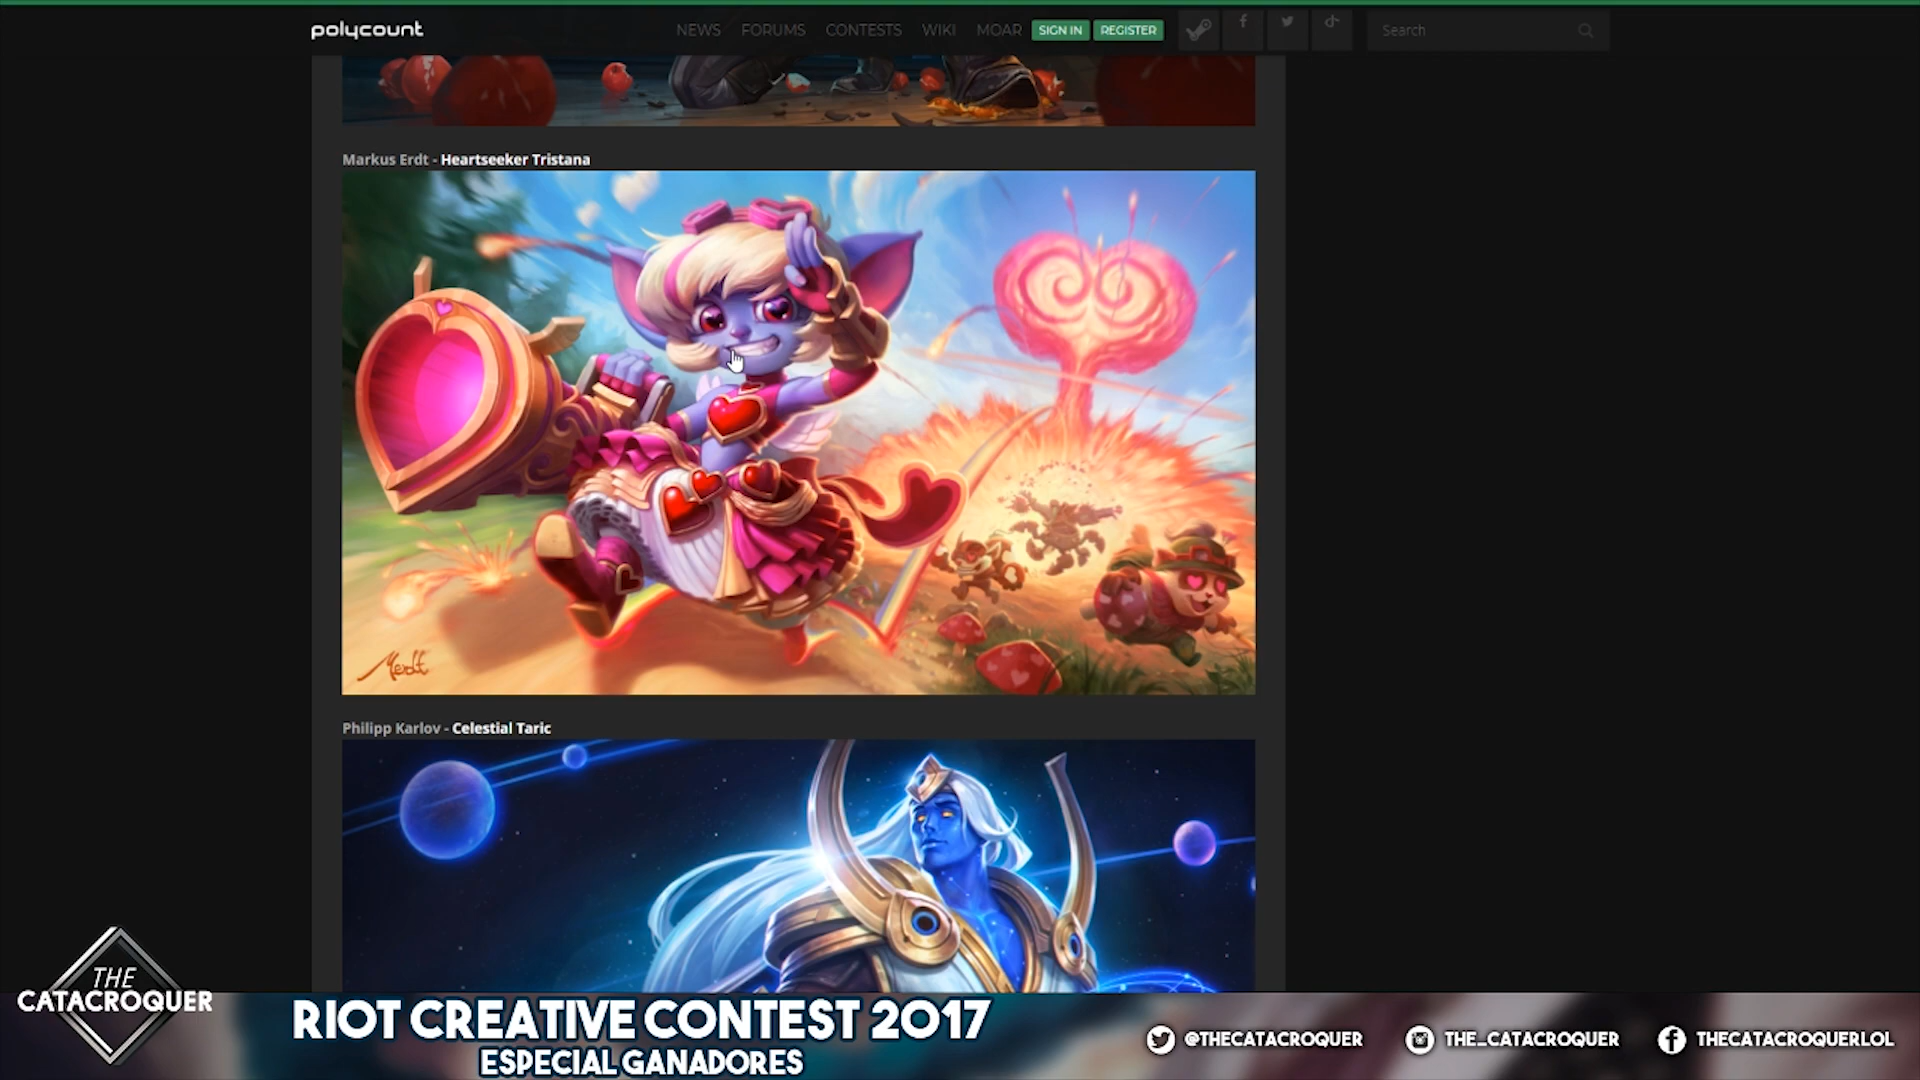 polycount
NEWS FORUMS CONTESTS WIKI MOAR SIGN IN REGISTER Search
Markus Erdt - Heartseeker Tristana
Merdt
Philipp Karlov - Celestial Taric
THE
CATACROQUER
RIOT CREATIVE CONTEST 2017
ESPECIAL GANADORES
@THECATACROQUER THE_CATACROQUER THECATACROQUERLOL